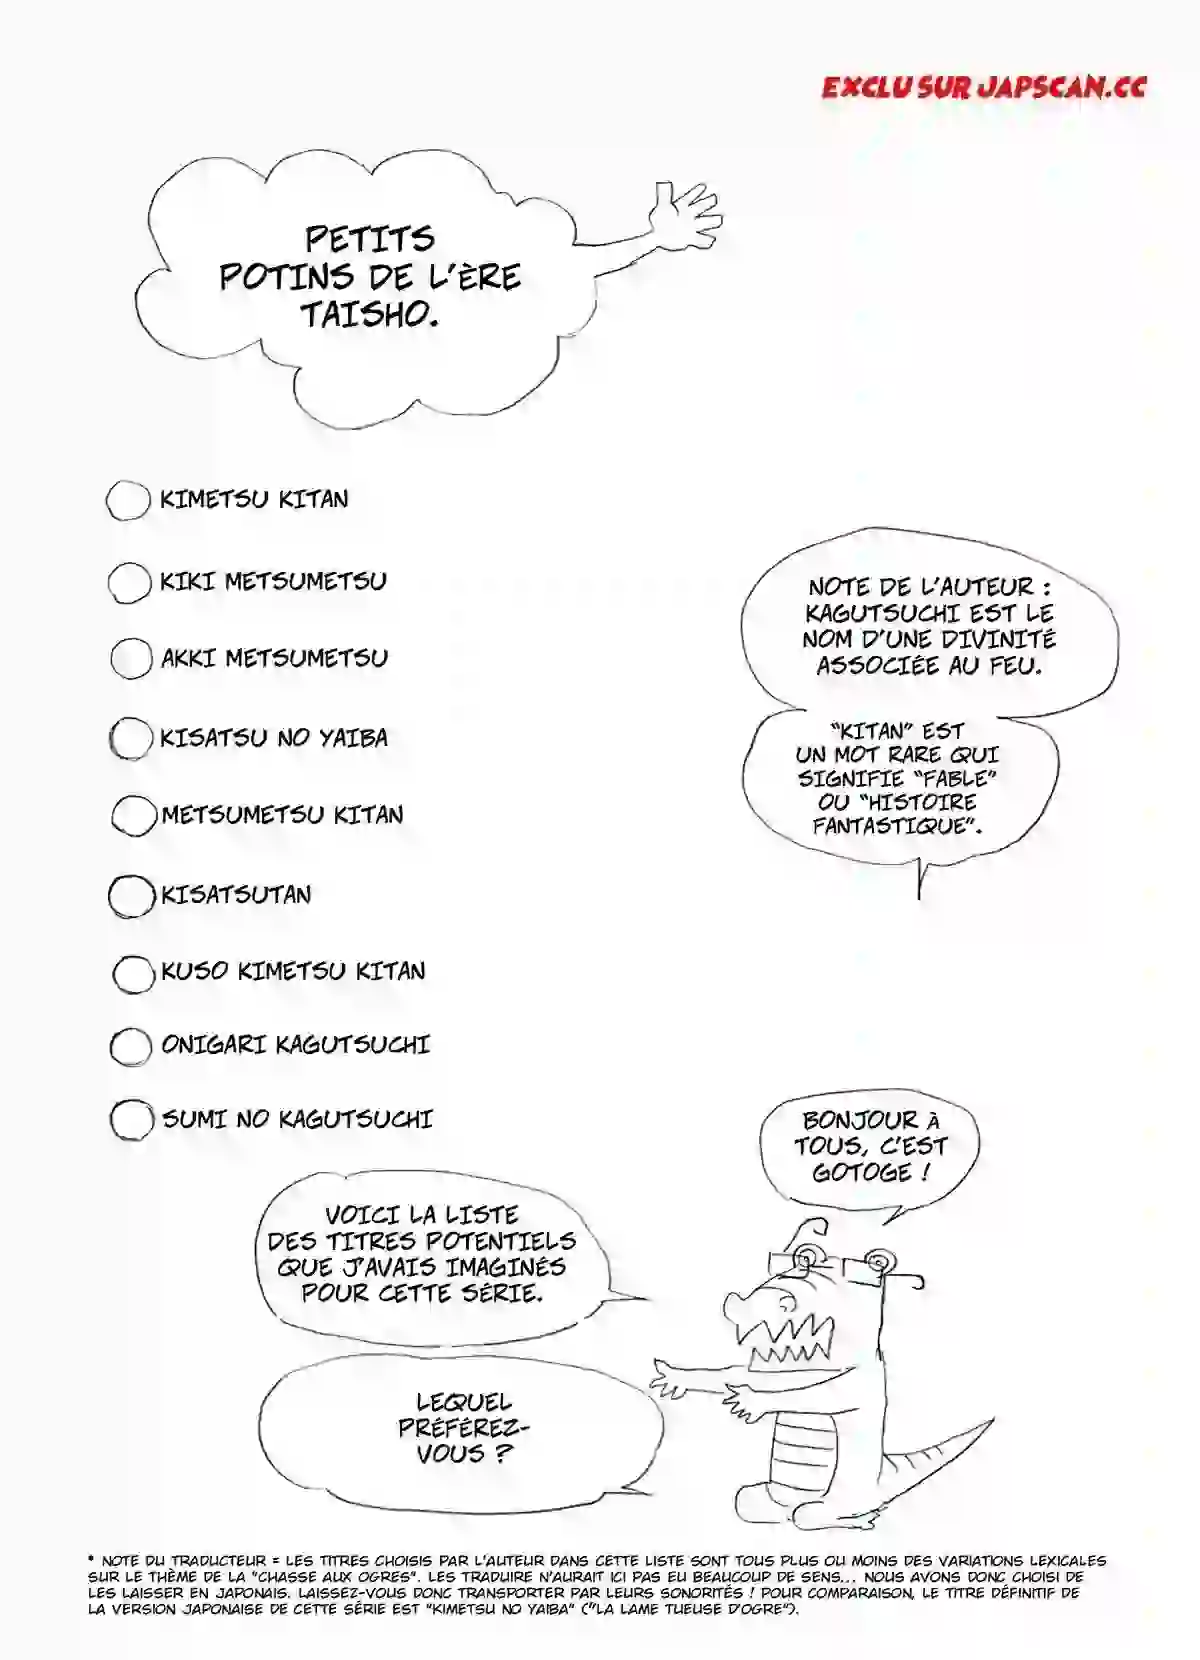 EXCLU SUR JAPSCAN.CC
PETITS
POTINS DE L'ÈRE
TAISHO.
KIMETSU KITAN
KIKI METSUMETSU
AKKI METSUMETSU
KISATSU NO YAIBA
METSUMETSU KITAN
KISATSUTAN
KUSO KIMETSU KITAN
ONIGARI KAGUTSUCHI
SUMI NO KAGUTSUCHI
NOTE DE L'AUTEUR :
KAGUTSUCHI EST LE
NOM D'UNE DIVINITÉ
ASSOCIÉE AU FEU.
"KITAN" EST
UN MOT RARE QUI
SIGNIFIE "FABLE"
OU "HISTOIRE
FANTASTIQUE".
BONJOUR À
TOUS, C'EST
GOTOGE !
VOICI LA LISTE
DES TITRES POTENTIELS
QUE J'AVAIS IMAGINÉS
POUR CETTE SÉRIE.
LEQUEL
PRÉFÉREZ-
VOUS ?
* NOTE DU TRADUCTEUR = LES TITRES CHOISIS PAR L'AUTEUR DANS CETTE LISTE SONT TOUS PLUS OU MOINS DES VARIATIONS LEXICALES
SUR LE THÈME DE LA "CHASSE AUX OGRES". LES TRADUIRE N'AURAIT ICI PAS EU BEAUCOUP DE SENS... NOUS AVONS DONC CHOISI DE
LES LAISSER EN JAPONAIS. LAISSEZ-VOUS DONC TRANSPORTER PAR LEURS SONORITÉS ! POUR COMPARAISON, LE TITRE DÉFINITIF DE
LA VERSION JAPONAISE DE CETTE SÉRIE EST "KIMETSU NO YAIBA" ("LA LAME TUEUSE D'OGRE").